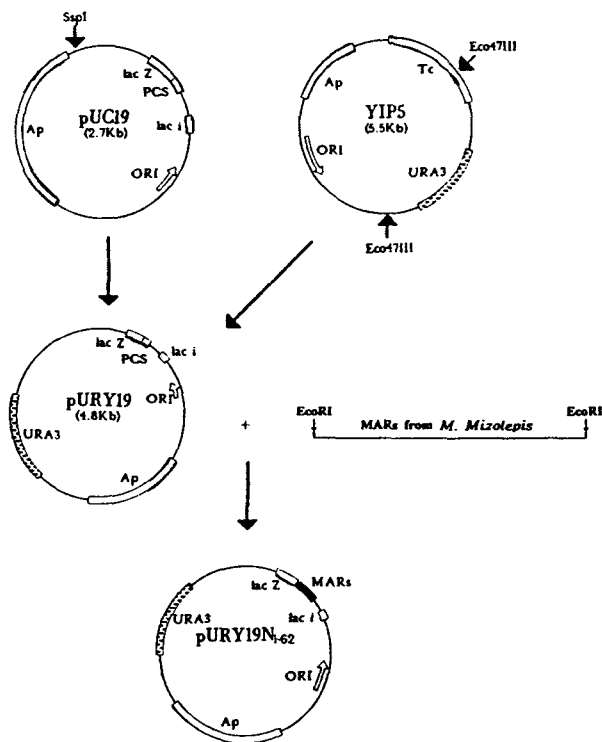 SspI
lac Z
PCS
pUC19
(2.7Kb)
lac i
Ap
ORI
Eco47III
Tc
Ap
YIP5
(5.5Kb)
ORI
URA3
Eco47III
lac Z
lac i
PCS
pURY19
(4.8Kb)
ORI
URA3
Ap
+
EcoRI
EcoRI
MARs from M. Mizolepis
MARs
lac Z
lac i
URA3
pURY19N1-62
ORI
Ap